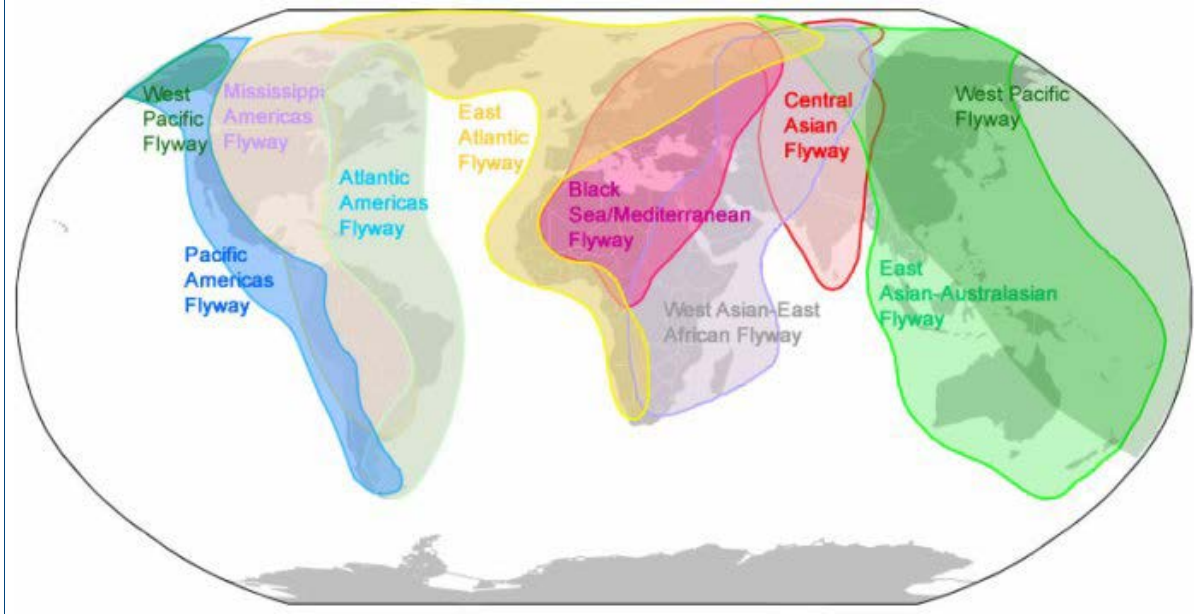 West
Pacific
Flyway
Mississippi
Americas
Flyway
East
Atlantic
Flyway
Central
Asian
Flyway
West Pacific
Flyway
Atlantic
Americas
Flyway
Black
Sea/Mediterranean
Flyway
Pacific
Americas
Flyway
West Asian-East
African Flyway
East
Asian-Australasian
Flyway